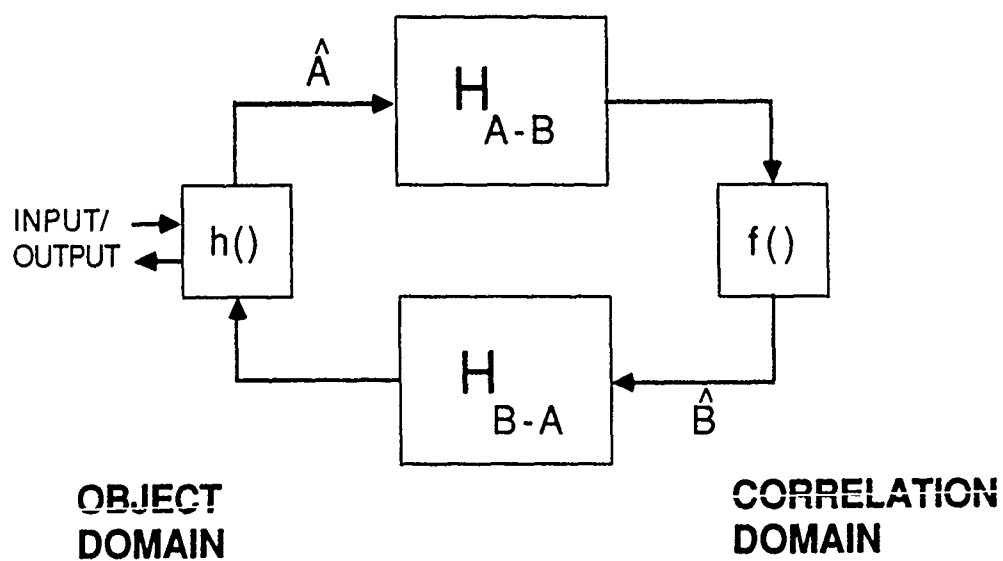 Â
H A-B
INPUT/
OUTPUT
h()
f()
H B-A
B̂
OBJECT
DOMAIN
CORRELATION
DOMAIN